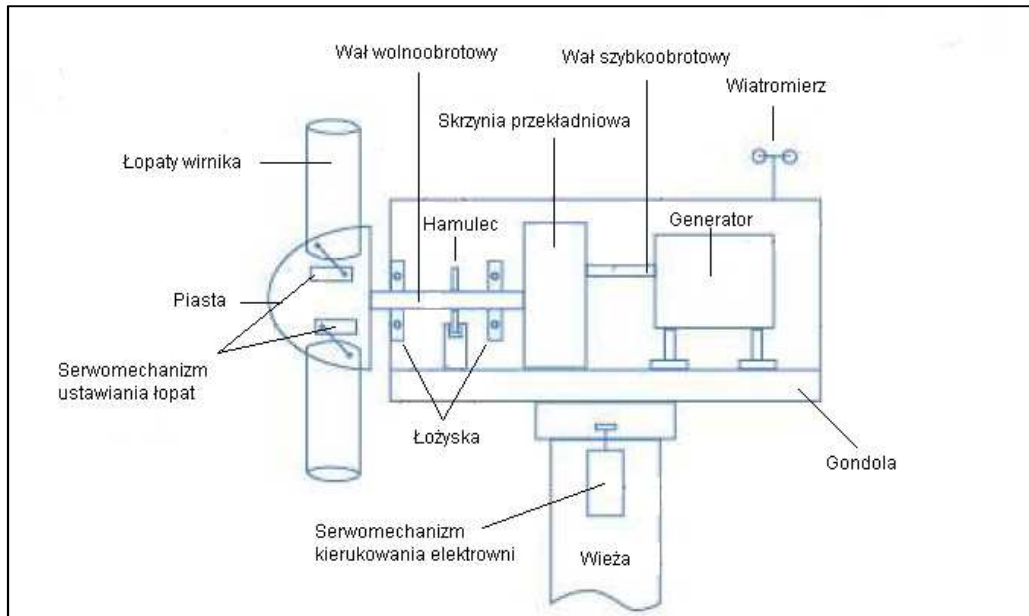 Wał wolnoobrotowy
Wał szybkoobrotowy
Wiatromierz
Skrzynia przekładniowa
Łopaty wirnika
Hamulec
Generator
Piasta
Serwomechanizm
ustawiania łopat
Łożyska
Gondola
Serwomechanizm
kierukowania elektrowni
Wieża